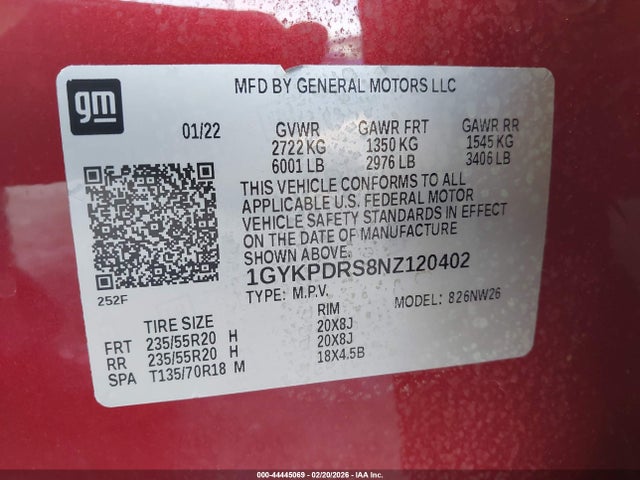 gm
MFD BY GENERAL MOTORS LLC
01/22 GVWR GAWR FRT GAWR RR
2722 KG 1350 KG 1545 KG
6001 LB 2976 LB 3406 LB
THIS VEHICLE CONFORMS TO ALL
APPLICABLE U.S. FEDERAL MOTOR
VEHICLE SAFETY STANDARDS IN EFFECT
ON THE DATE OF MANUFACTURE
SHOWN ABOVE.
1GYKPDRS8NZ120402
TYPE: M.P.V. MODEL: 826NW26
252F
TIRE SIZE RIM
FRT 235/55R20 H 20X8J
RR 235/55R20 H 20X8J
SPA T135/70R18 M 18X4.5B
000-44445069 - 02/20/2026 - IAA Inc.